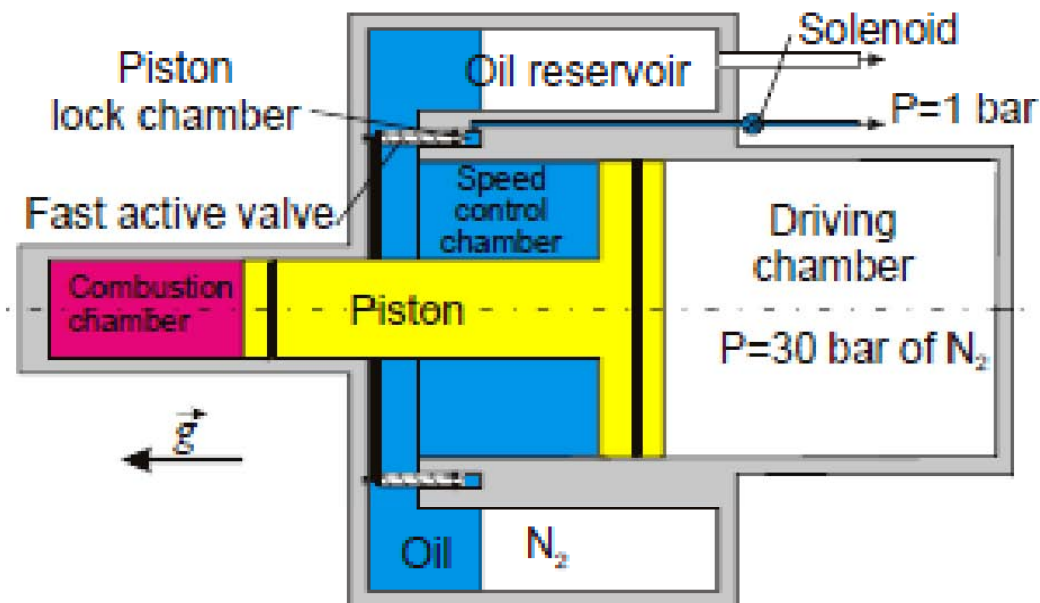 Solenoid
Piston
lock chamber
Oil reservoir
P=1 bar
Fast active valve
Speed
control
chamber
Driving
chamber
Combustion
chamber
Piston
P=30 bar of N₂
g
Oil
N₂